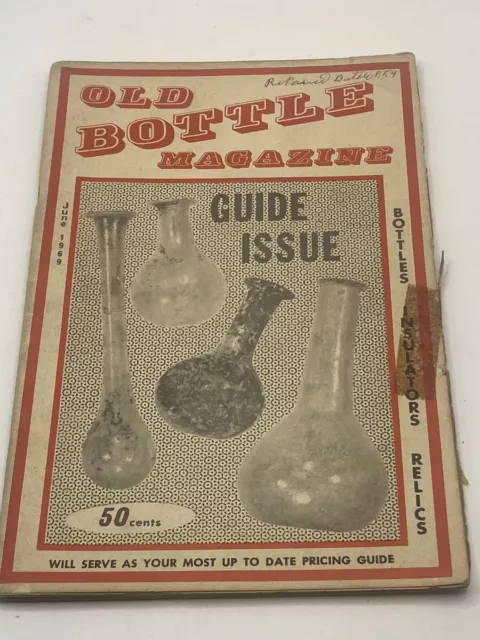 OLD
BOTTLE
MAGAZINE
June 1969
GUIDE
ISSUE
BOTTLES INSULATORS RELICS
50 cents
WILL SERVE AS YOUR MOST UP TO DATE PRICING GUIDE